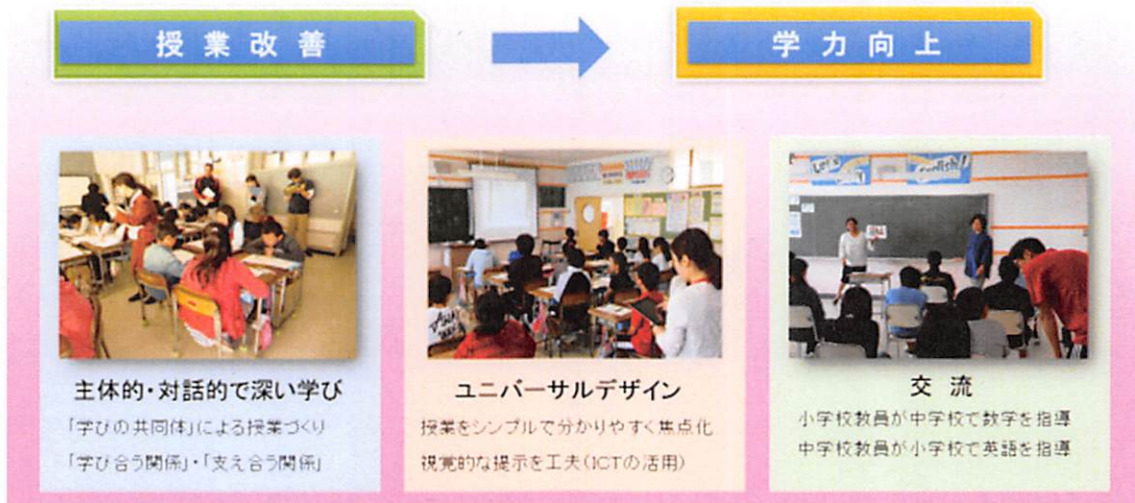 授業改善
学力向上
Let's
English!
主体的・対話的で深い学び
「学びの共同体」による授業づくり
「学び合う関係」・「支え合う関係」
ユニバーサルデザイン
授業をシンプルで分かりやすく焦点化
視覚的な提示を工夫(ICTの活用)
交 流
小学校教員が中学校で数学を指導
中学校教員が小学校で英語を指導